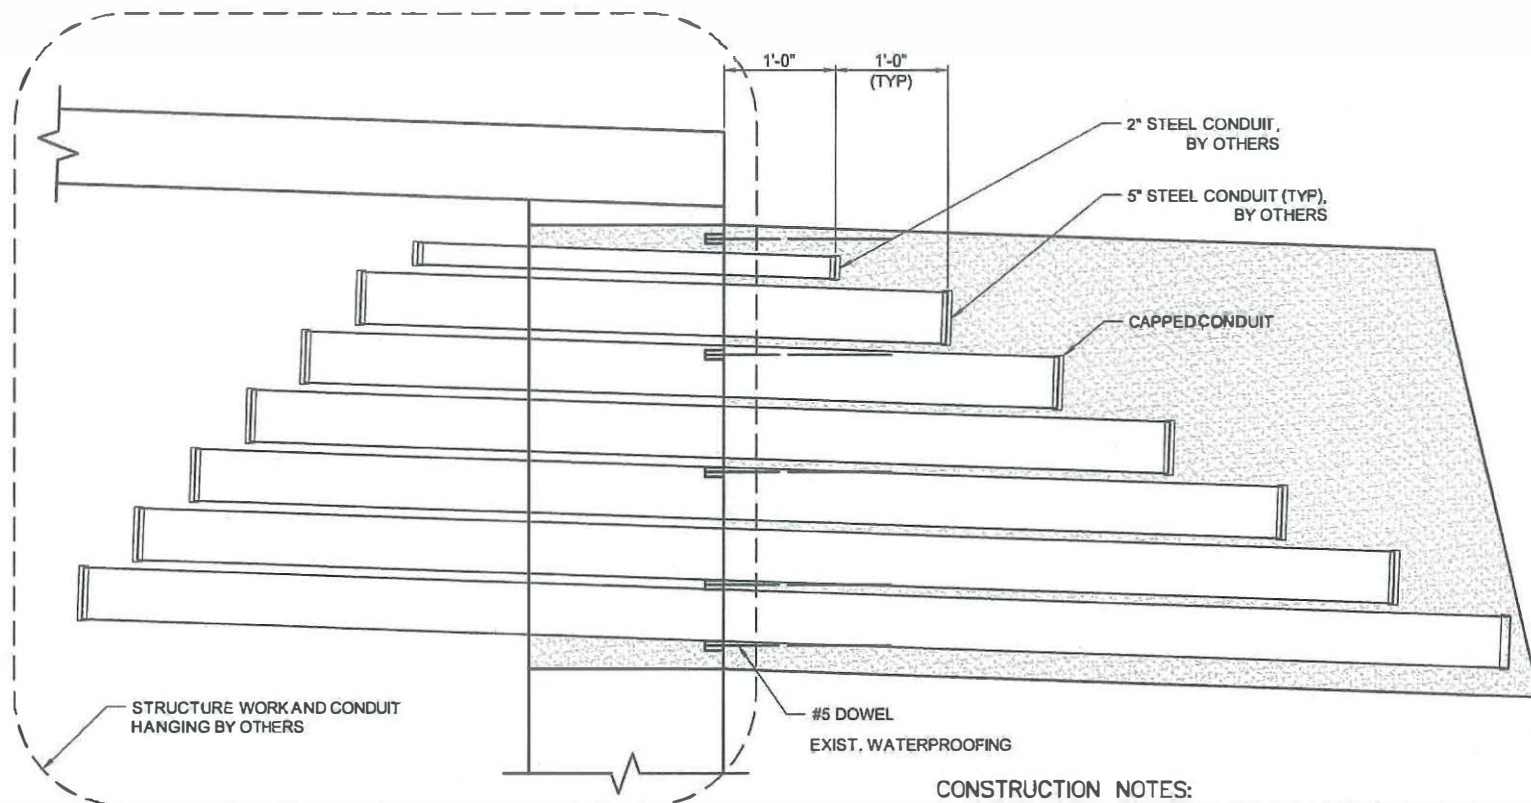 1'-0"
1'-0"
(TYP)
2" STEEL CONDUIT,
BY OTHERS
5" STEEL CONDUIT (TYP),
BY OTHERS
CAPPED CONDUIT
STRUCTURE WORK AND CONDUIT
HANGING BY OTHERS
#5 DOWEL
EXIST. WATERPROOFING
CONSTRUCTION NOTES: